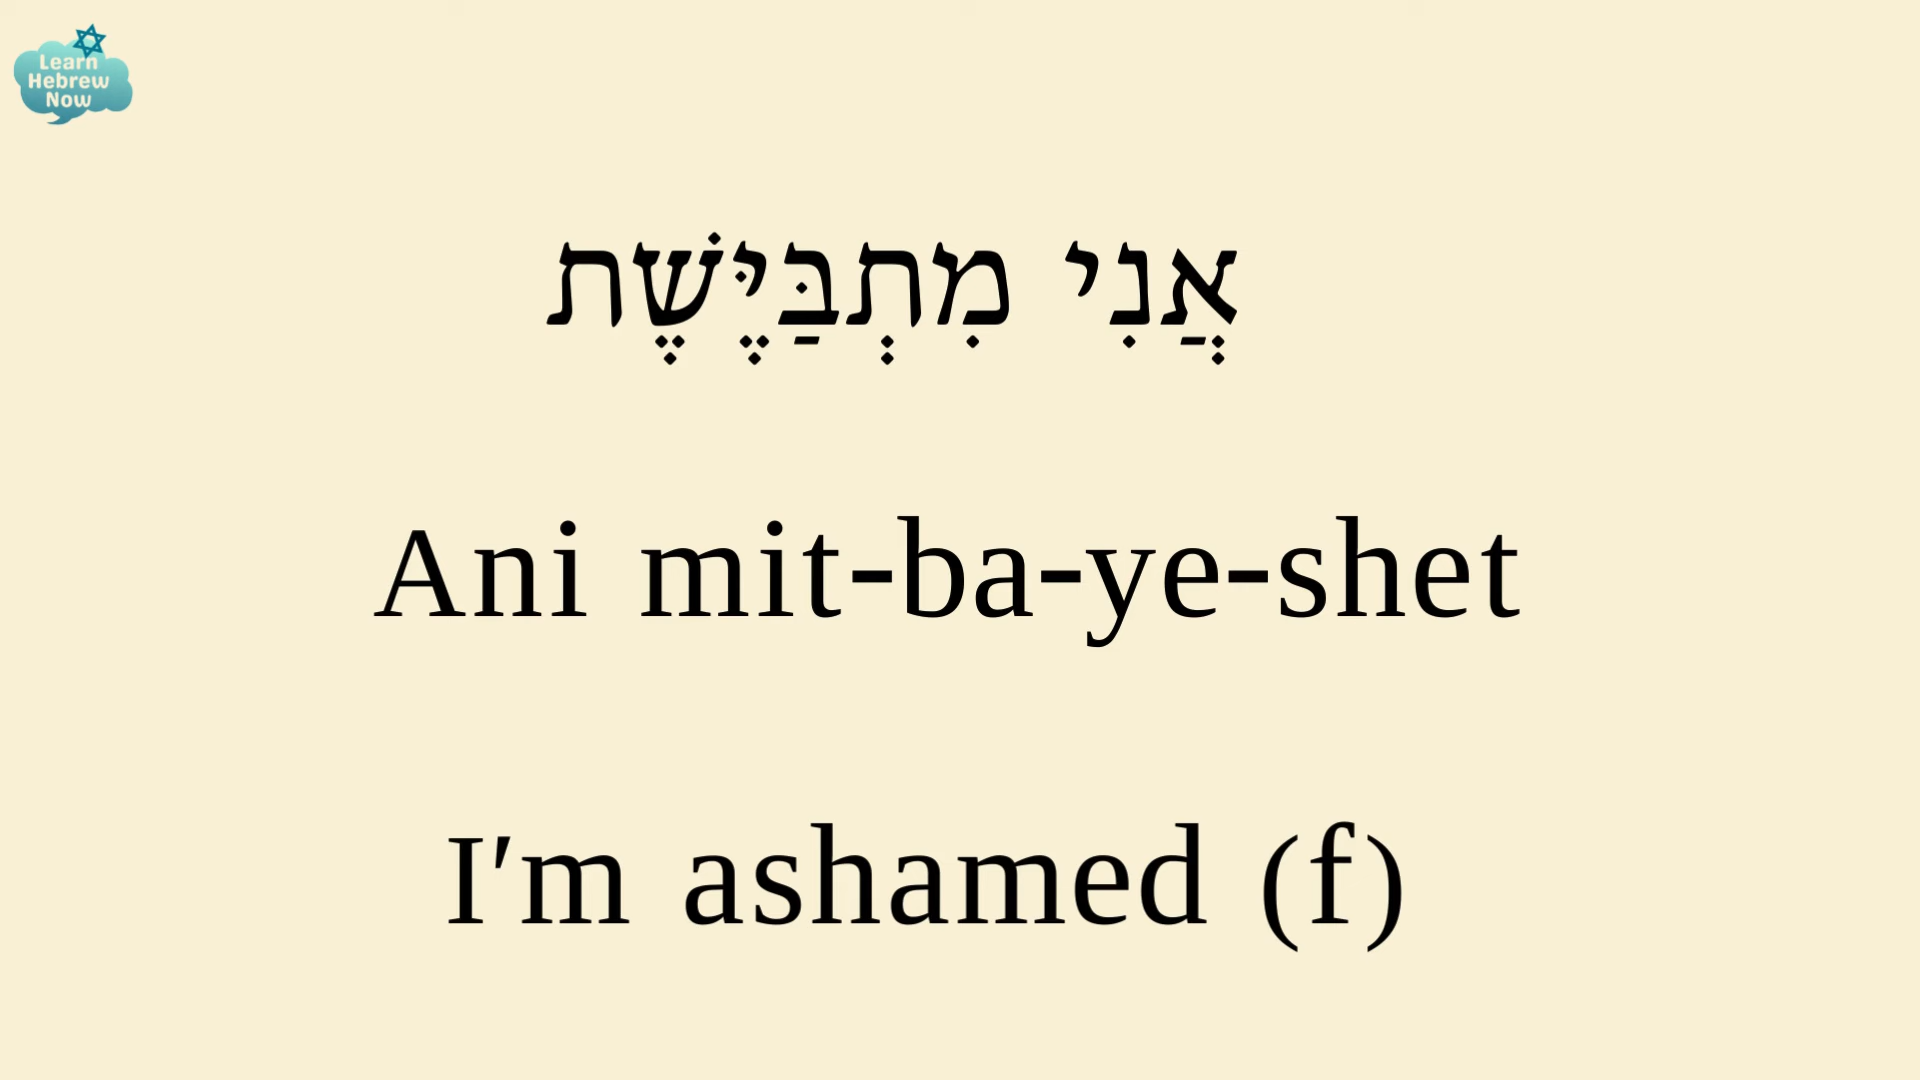 Learn
Hebrew
Now
אֲנִי מִתְבַּיֶּשֶׁת
Ani mit-ba-ye-shet
I'm ashamed (f)